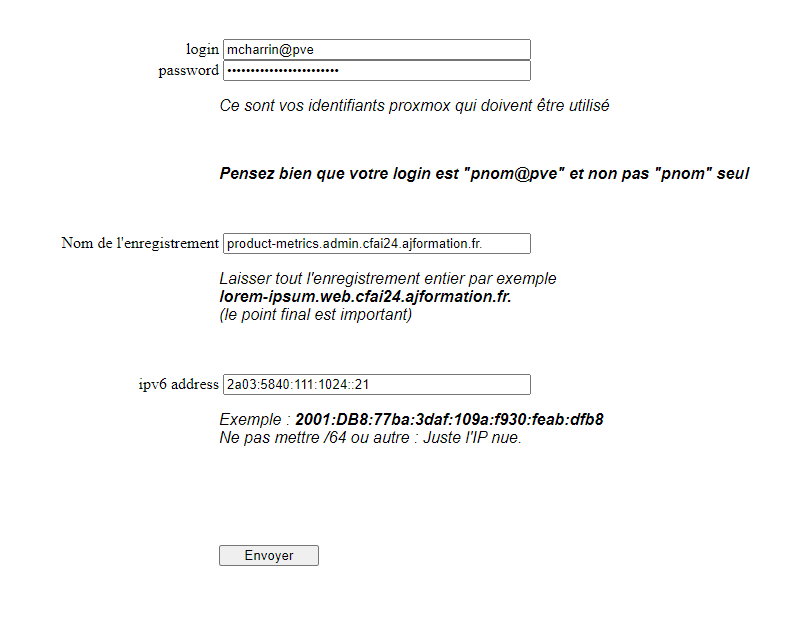 login mcharrin@pve
password ••••••••••••••••••••••••
Ce sont vos identifiants proxmox qui doivent être utilisé
Pensez bien que votre login est "pnom@pve" et non pas "pnom" seul
Nom de l'enregistrement product-metrics.admin.cfai24.ajformation.fr.
Laisser tout l'enregistrement entier par exemple
lorem-ipsum.web.cfai24.ajformation.fr.
(le point final est important)
ipv6 address 2a03:5840:111:1024::21
Exemple : 2001:DB8:77ba:3daf:109a:f930:feab:dfb8
Ne pas mettre /64 ou autre : Juste l'IP nue.
Envoyer